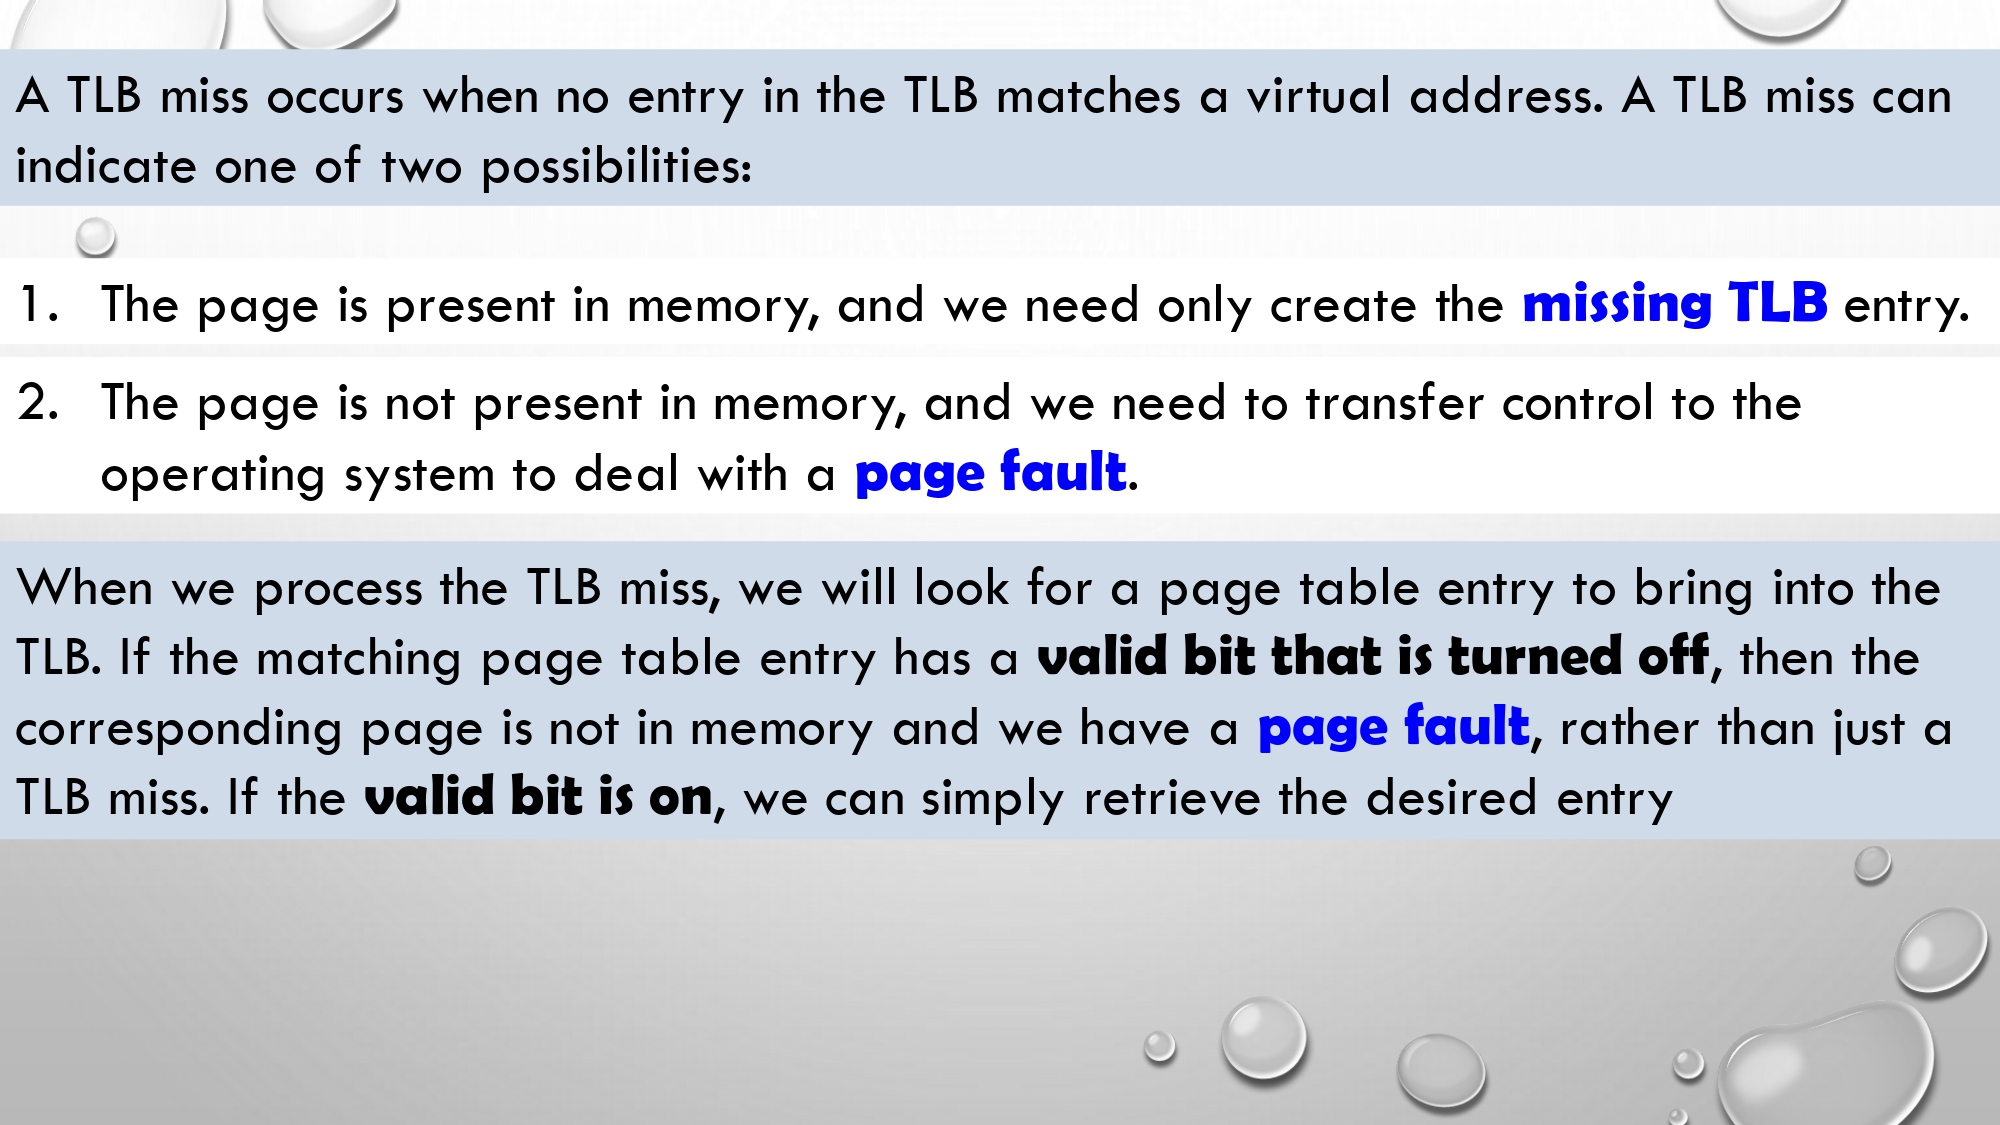 A TLB miss occurs when no entry in the TLB matches a virtual address. A TLB miss can
indicate one of two possibilities:
1. The page is present in memory, and we need only create the missing TLB entry.
2. The page is not present in memory, and we need to transfer control to the
operating system to deal with a page fault.
When we process the TLB miss, we will look for a page table entry to bring into the
TLB. If the matching page table entry has a valid bit that is turned off, then the
corresponding page is not in memory and we have a page fault, rather than just a
TLB miss. If the valid bit is on, we can simply retrieve the desired entry